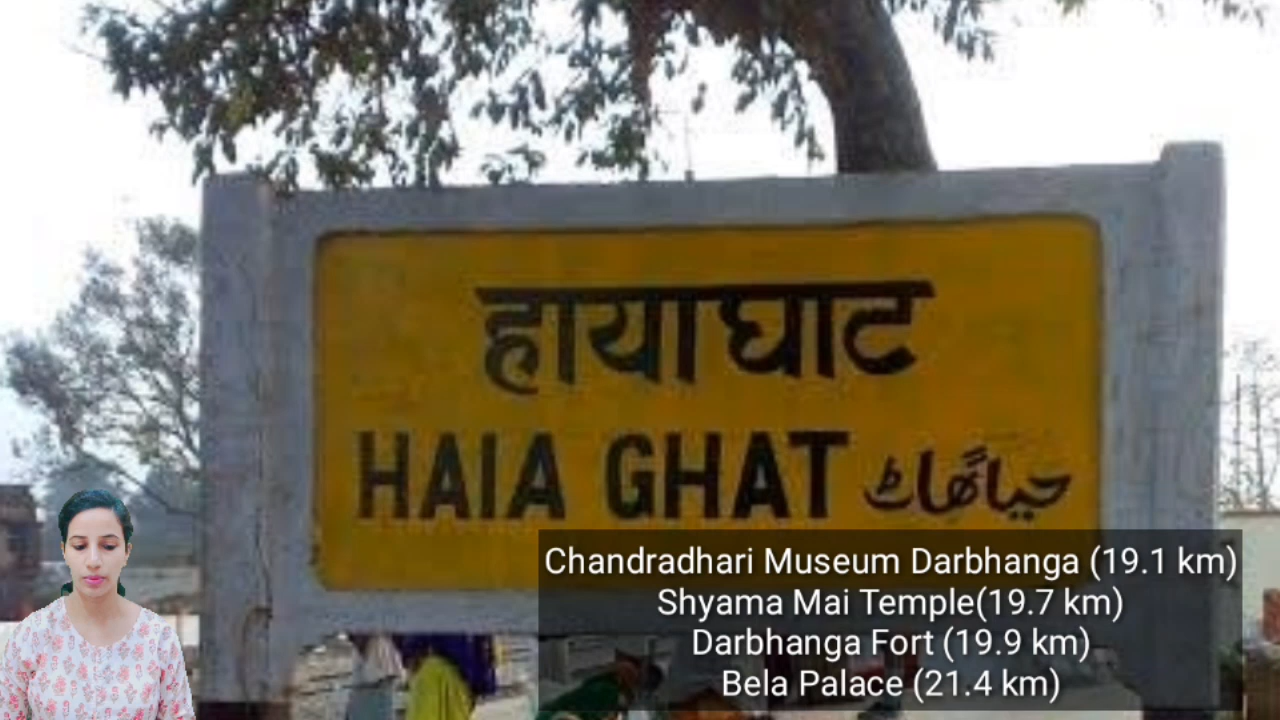 हायाघाट
HAIA GHAT حیاگھاٹ
Chandradhari Museum Darbhanga (19.1 km)
Shyama Mai Temple(19.7 km)
Darbhanga Fort (19.9 km)
Bela Palace (21.4 km)